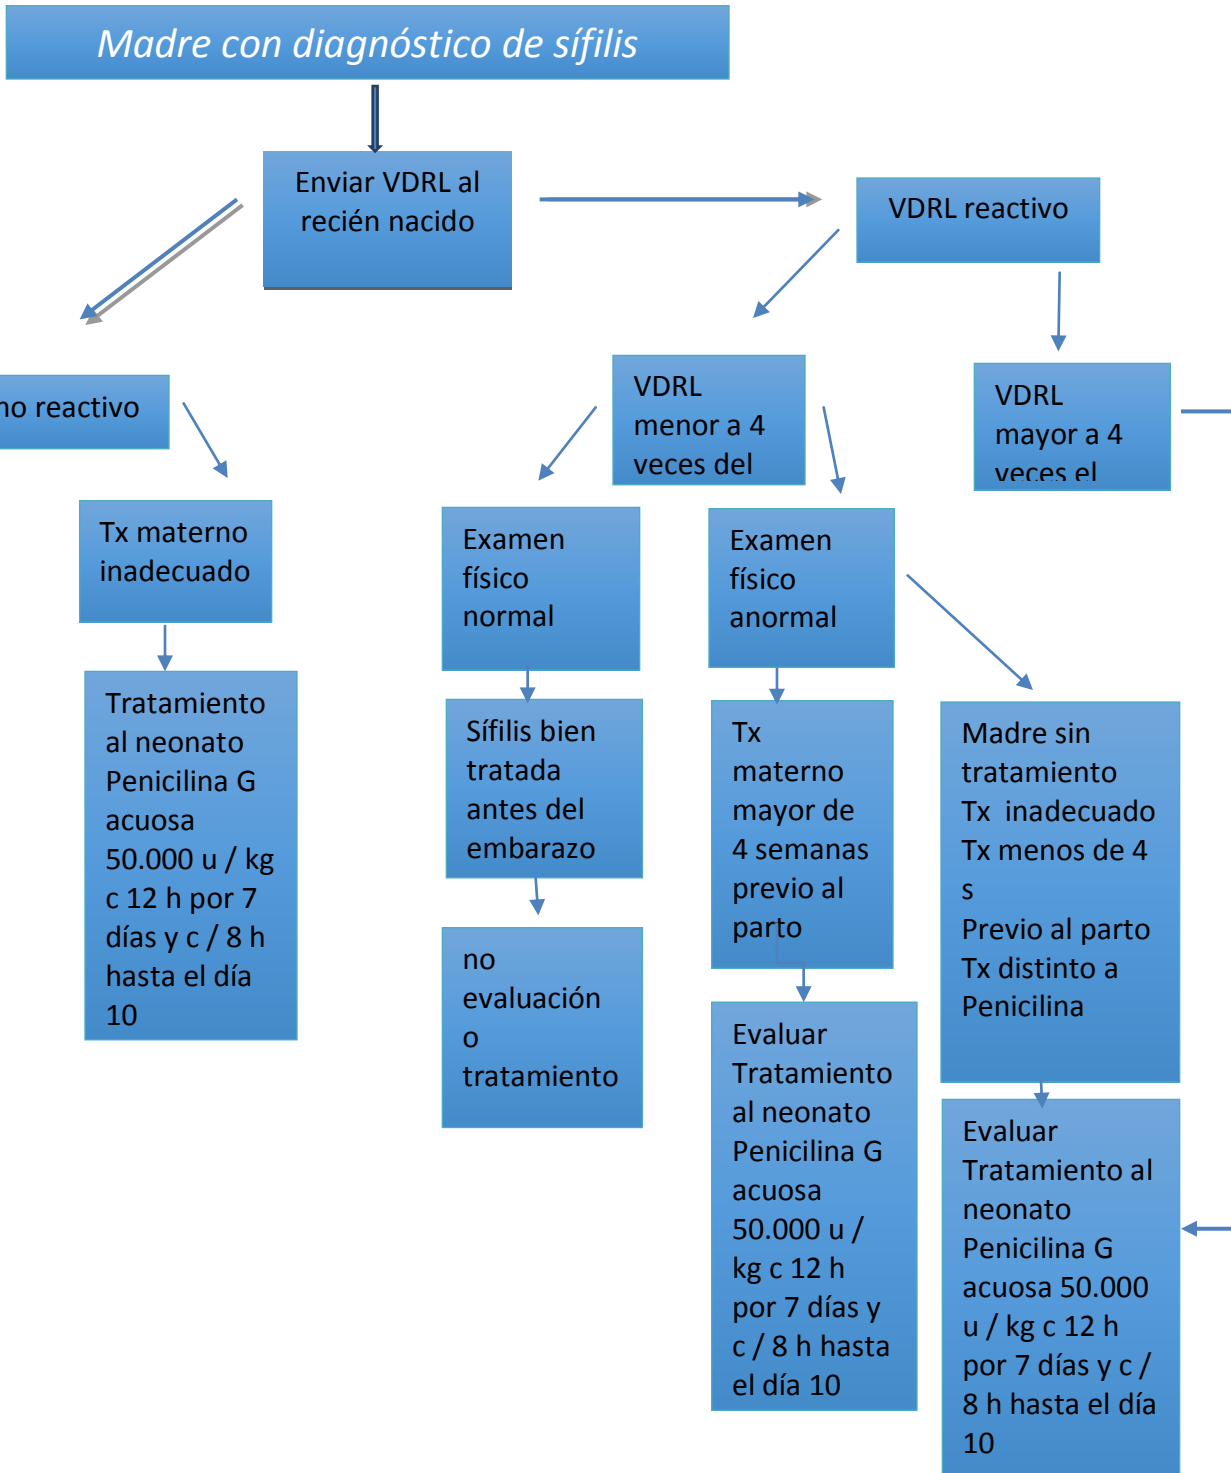 Madre con diagnóstico de sífilis
Enviar VDRL al
recién nacido
VDRL reactivo
no reactivo
VDRL
menor a 4
veces del
VDRL
mayor a 4
veces el
Tx materno
inadecuado
Examen
físico
normal
Examen
físico
anormal
Tratamiento
al neonato
Penicilina G
acuosa
50.000 u / kg
c 12 h por 7
días y c / 8 h
hasta el día
10
Sífilis bien
tratada
antes del
embarazo
Tx
materno
mayor de
4 semanas
previo al
parto
Madre sin
tratamiento
Tx inadecuado
Tx menos de 4
s
Previo al parto
Tx distinto a
Penicilina
no
evaluación
o
tratamiento
Evaluar
Tratamiento
al neonato
Penicilina G
acuosa
50.000 u /
kg c 12 h
por 7 días y
c / 8 h hasta
el día 10
Evaluar
Tratamiento al
neonato
Penicilina G
acuosa 50.000
u / kg c 12 h
por 7 días y c /
8 h hasta el día
10